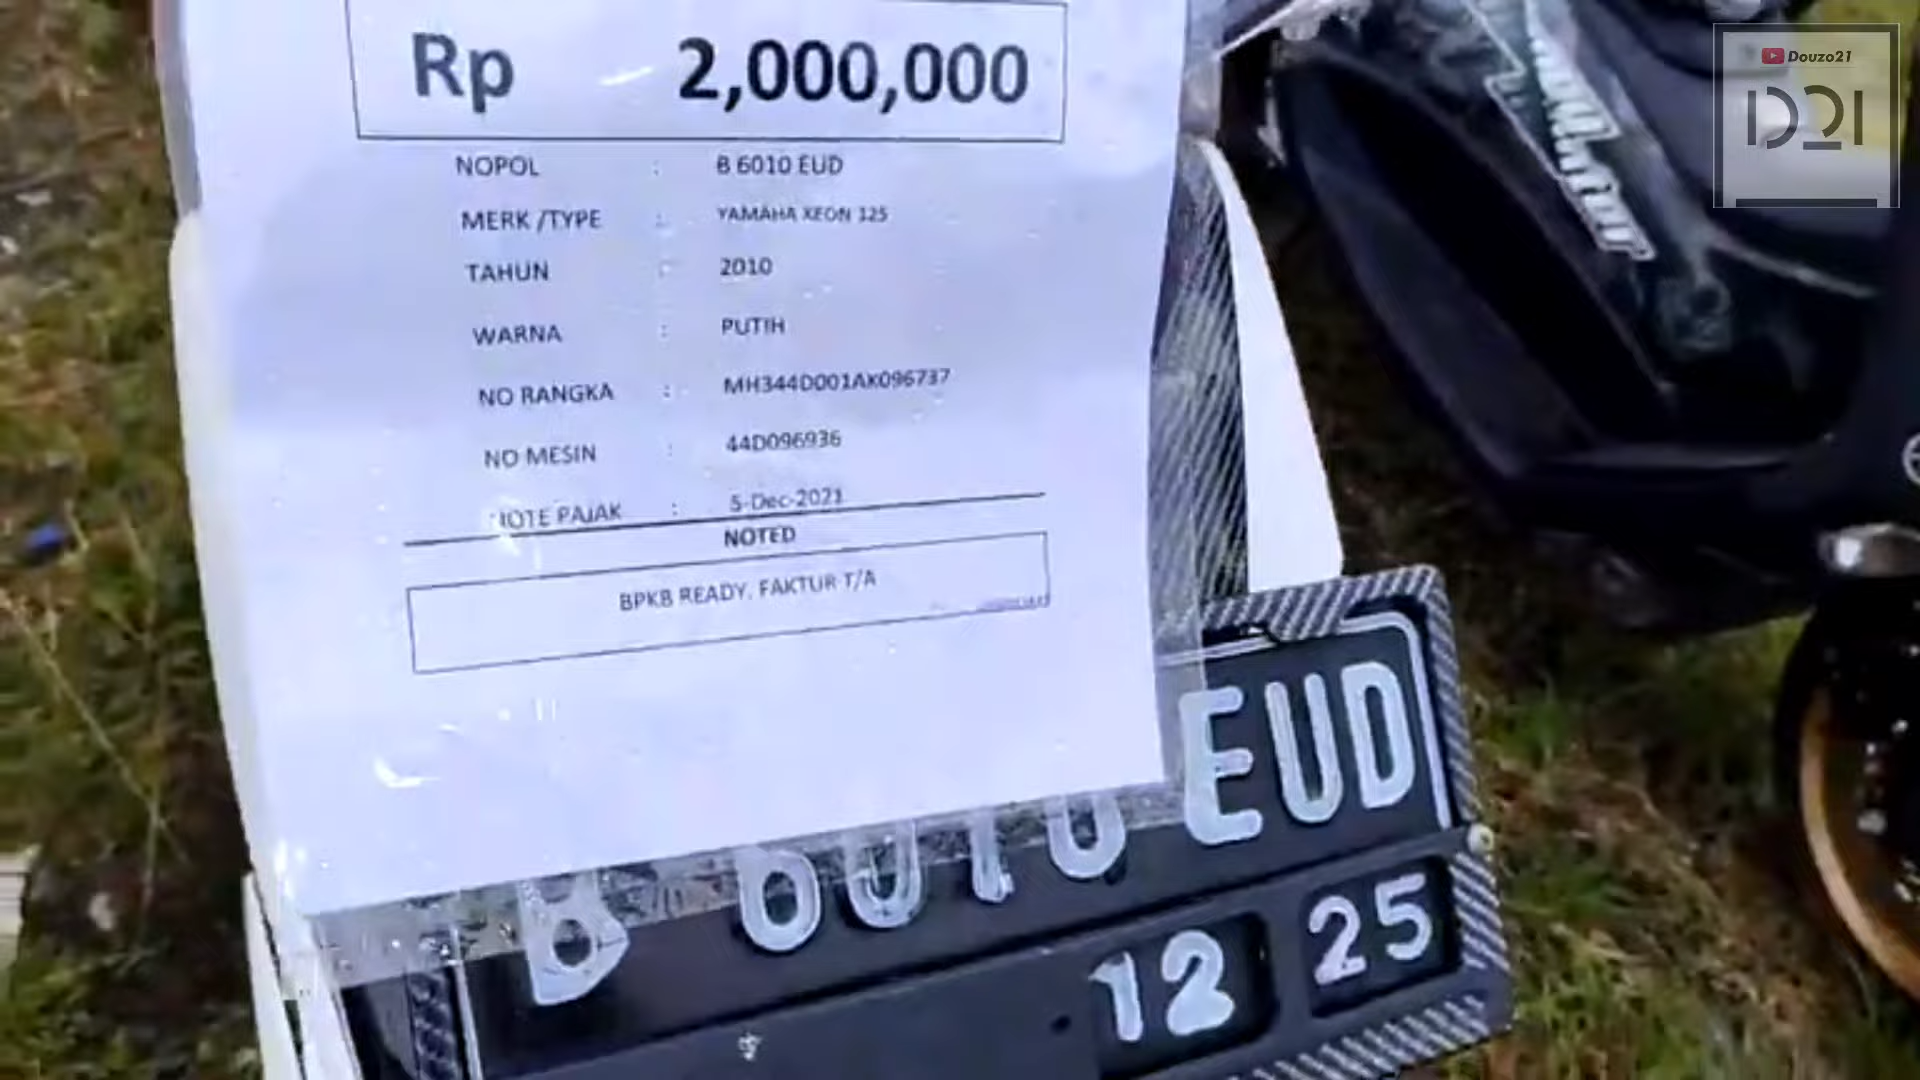 Rp 2,000,000
NOPOL : B 6010 EUD
MERK /TYPE : YAMAHA XEON 125
TAHUN : 2010
WARNA : PUTIH
NO RANGKA : MH344D001AK096737
NO MESIN : 44D096936
NOTE PAJAK : 5-Dec-2021
NOTED
BPKB READY. FAKTUR T/A
B 6010 EUD
12 25
Douzo21
D21